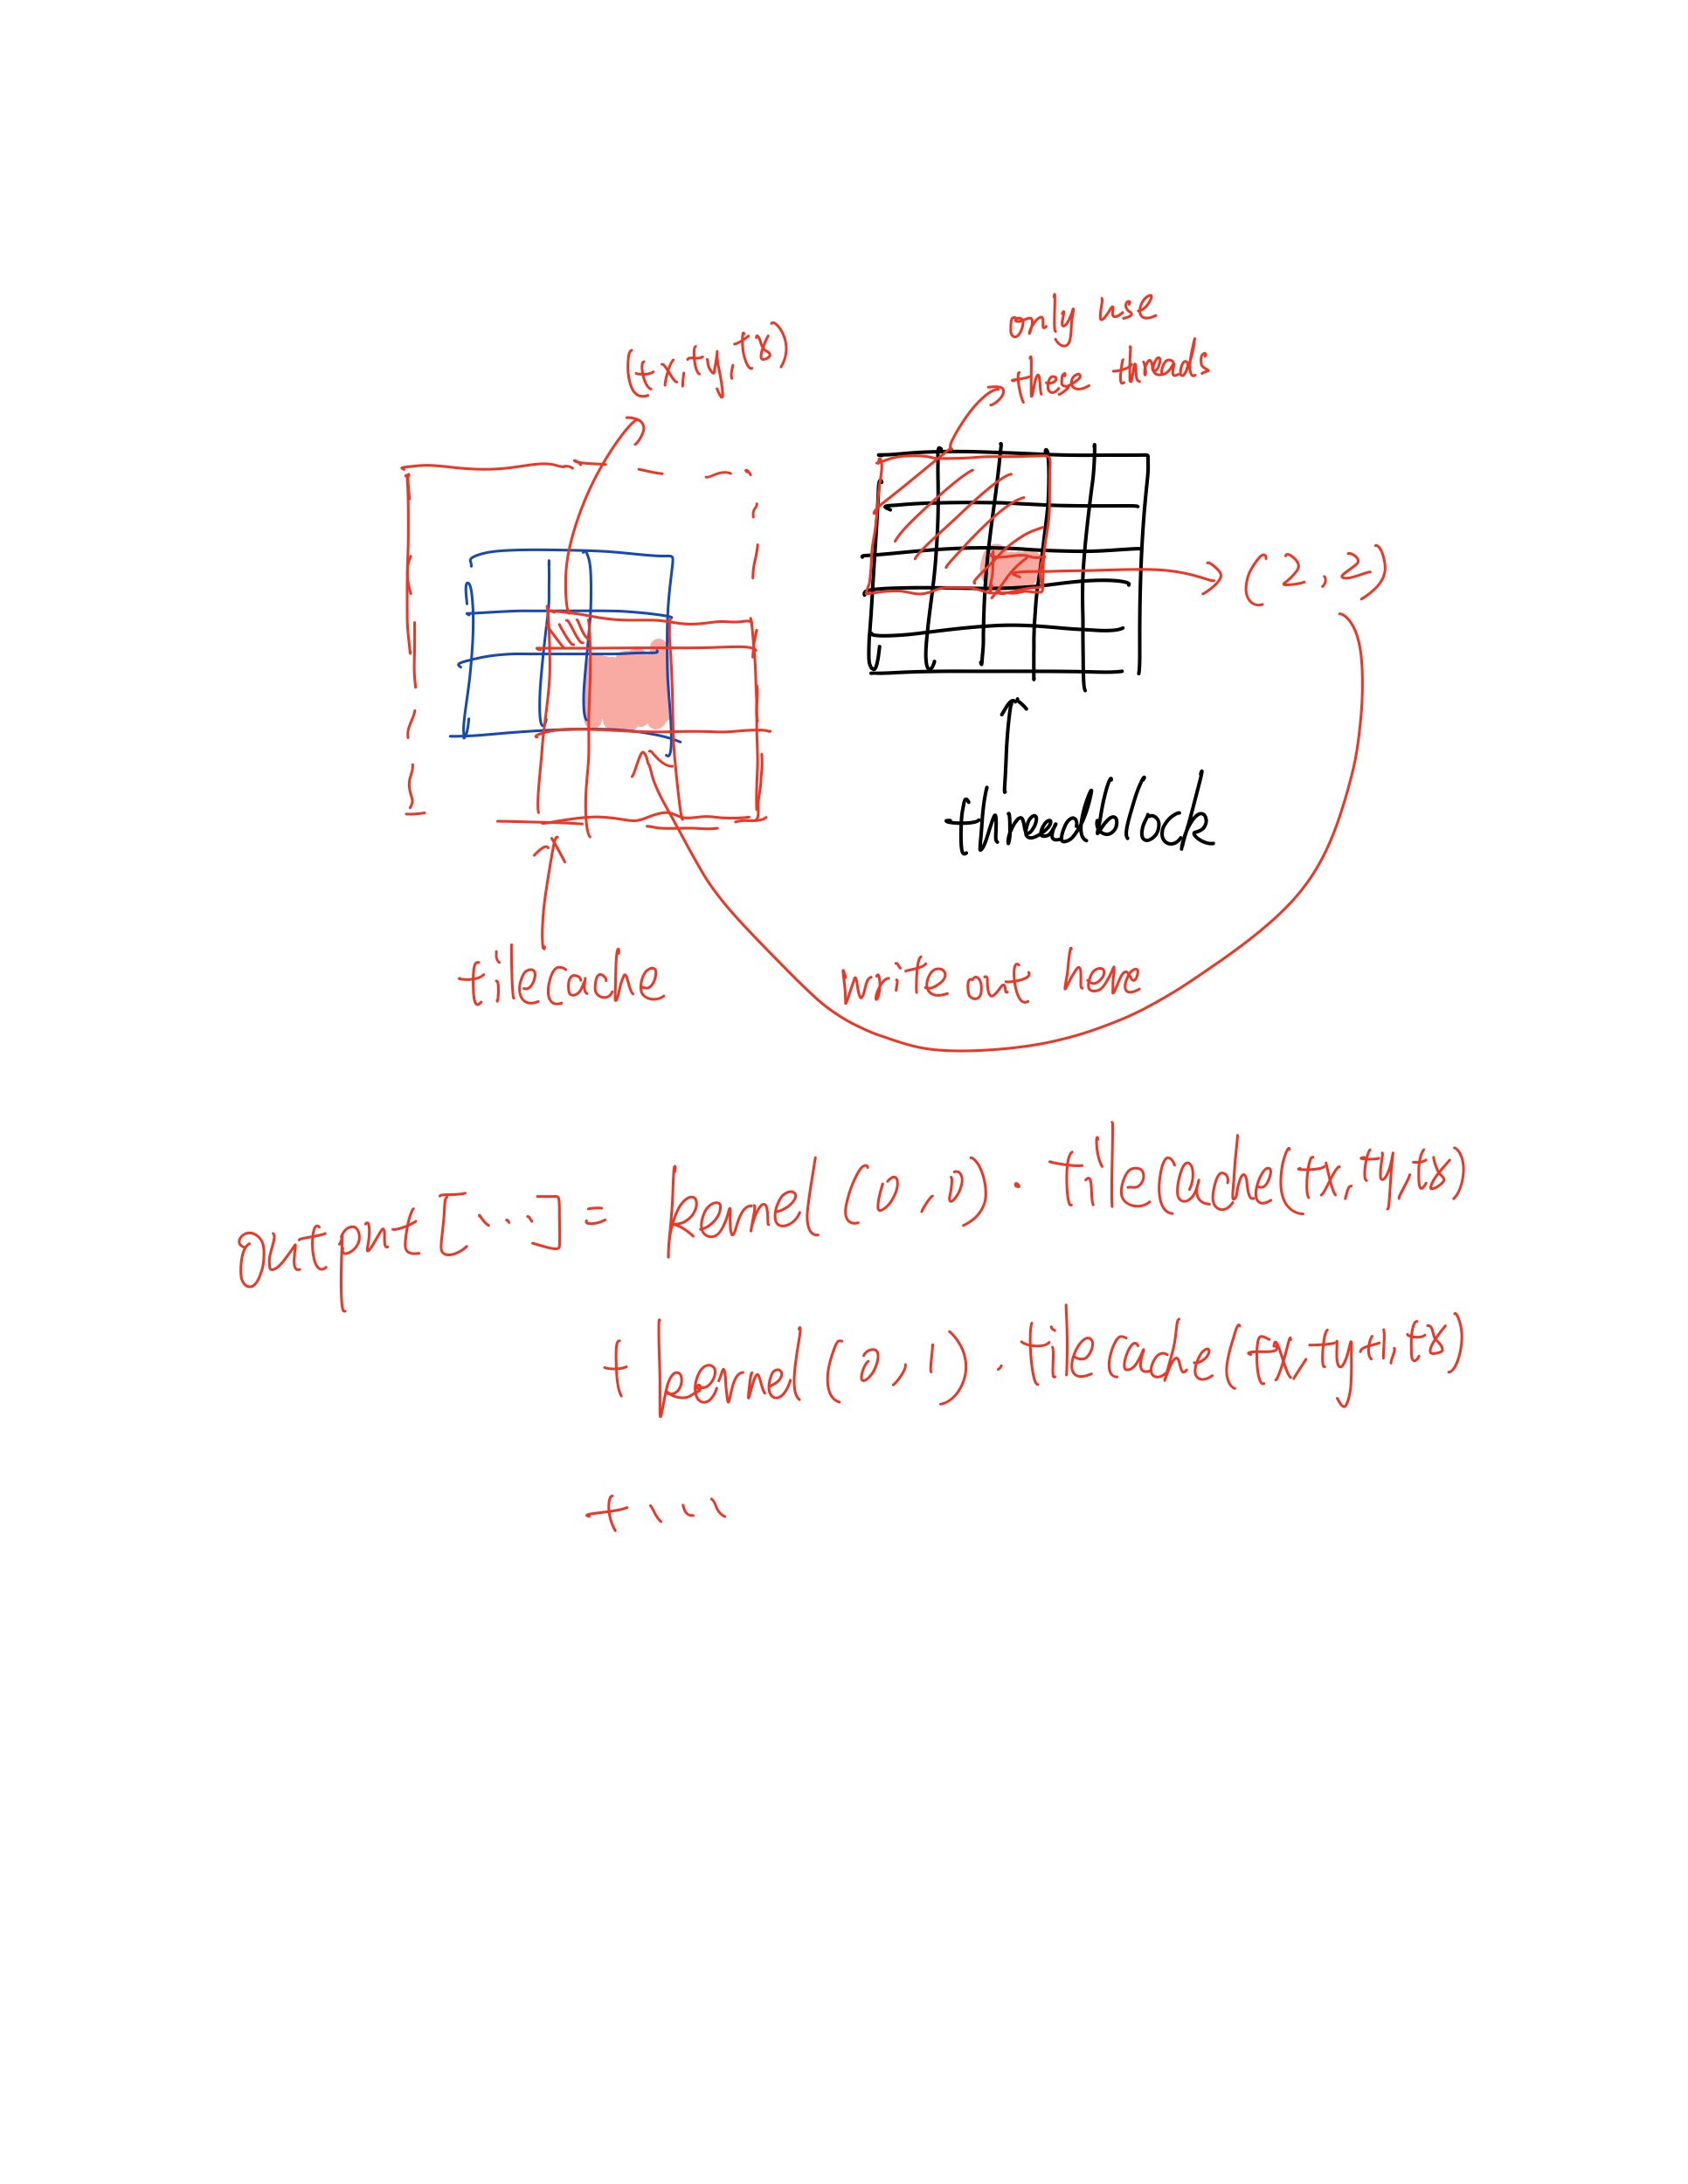 only use
these threads
(tx,ty,tz)
(2,2)
threadblock
tilecache
write out here
output[...] = kernel(0,0) · tilecache(tx,ty,tz)
+ kernel(0,1) · tilecache(tx,ty+1,tz)
+ ...